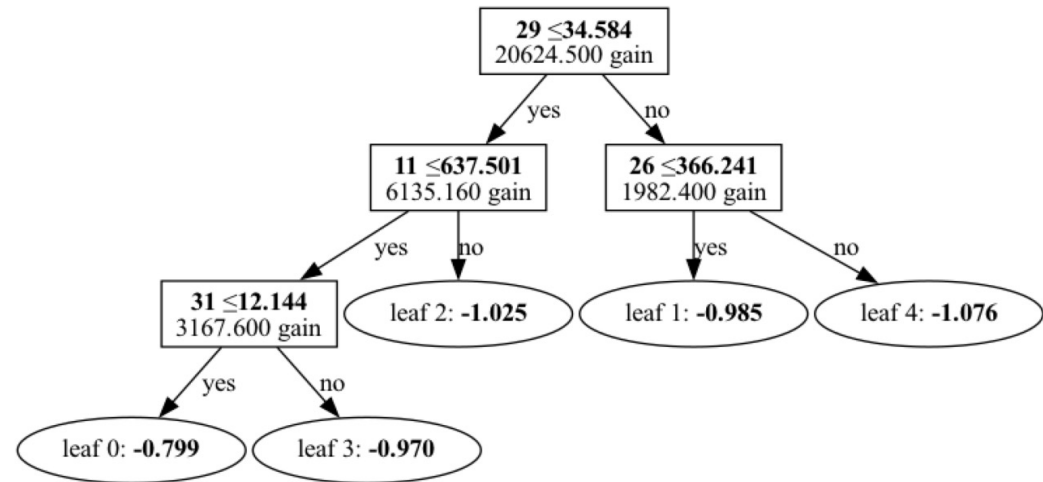 29 ≤34.584
20624.500 gain
yes
no
11 ≤637.501
6135.160 gain
26 ≤366.241
1982.400 gain
yes
no
yes
no
31 ≤12.144
3167.600 gain
leaf 2: -1.025
leaf 1: -0.985
leaf 4: -1.076
yes
no
leaf 0: -0.799
leaf 3: -0.970